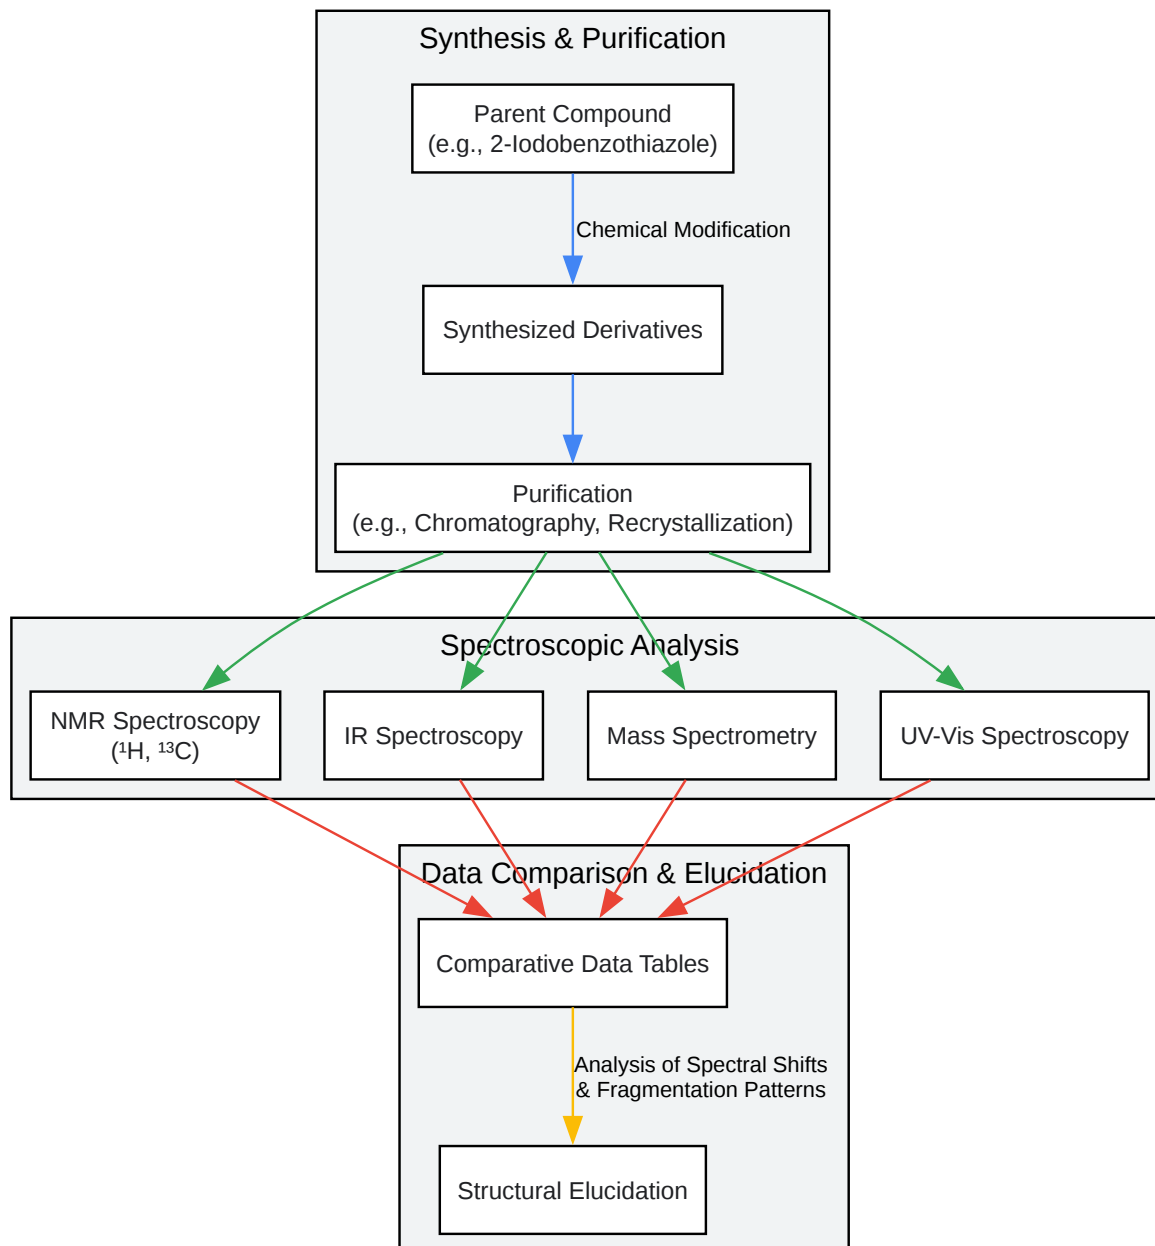 Synthesis & Purification
Parent Compound
(e.g., 2-Iodobenzothiazole)
Chemical Modification
Synthesized Derivatives
Purification
(e.g., Chromatography, Recrystallization)
Spectroscopic Analysis
NMR Spectroscopy
(¹H, ¹³C)
IR Spectroscopy
Mass Spectrometry
UV-Vis Spectroscopy
Data Comparison & Elucidation
Comparative Data Tables
Analysis of Spectral Shifts
& Fragmentation Patterns
Structural Elucidation